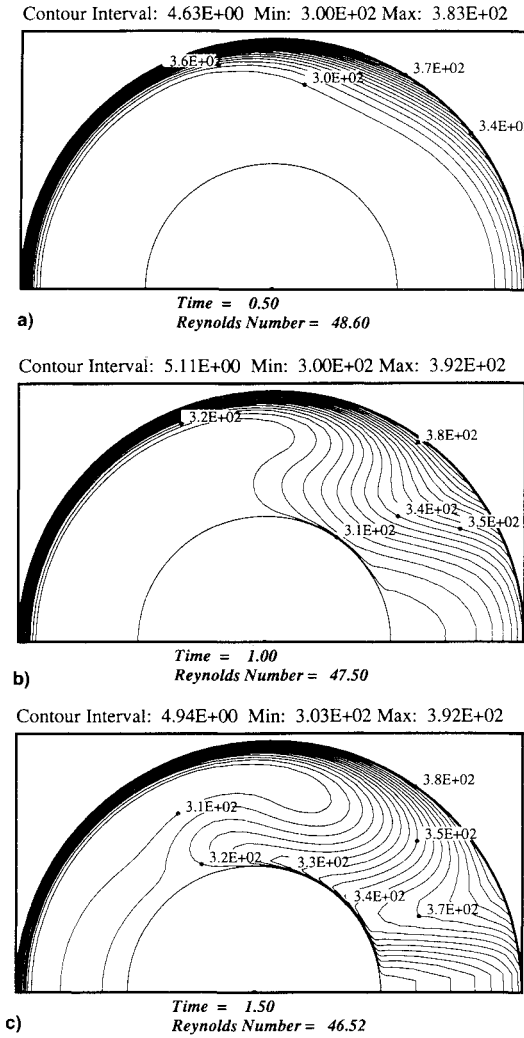 Contour Interval: 4.63E+00 Min: 3.00E+02 Max: 3.83E+02
3.6E+02
3.0E+02
3.7E+02
3.4E+0
Time = 0.50
a)
Reynolds Number = 48.60
Contour Interval: 5.11E+00 Min: 3.00E+02 Max: 3.92E+02
3.2E+02
3.8E+02
3.4E+02
3.5E+02
3.1E+02
Time = 1.00
b)
Reynolds Number = 47.50
Contour Interval: 4.94E+00 Min: 3.03E+02 Max: 3.92E+02
3.8E+02
3.1E+02
3.5E+02
3.2E+02
3.3E+02
3.4E+02
3.7E+02
Time = 1.50
c)
Reynolds Number = 46.52